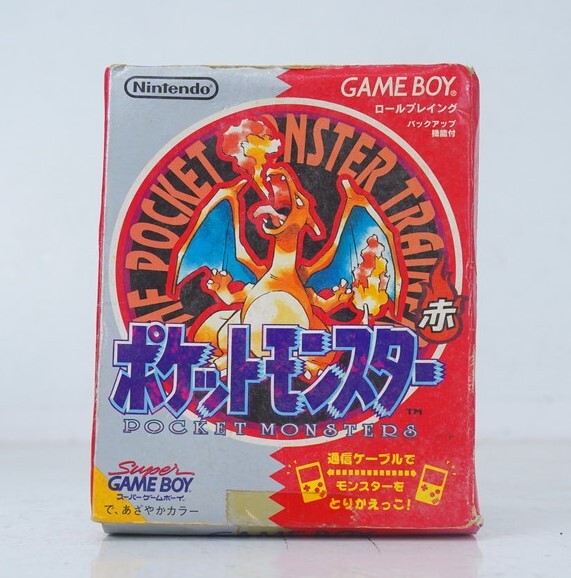 Nintendo
GAME BOY®
ロールプレイング
バックアップ
機能付
POCKET MONSTER
赤
ポケットモンスター
TM
POCKET MONSTERS
Super
GAME BOY
スーパーゲームボーイ
で、あざやかカラー
通信ケーブルで
モンスターを
とりかえっこ!